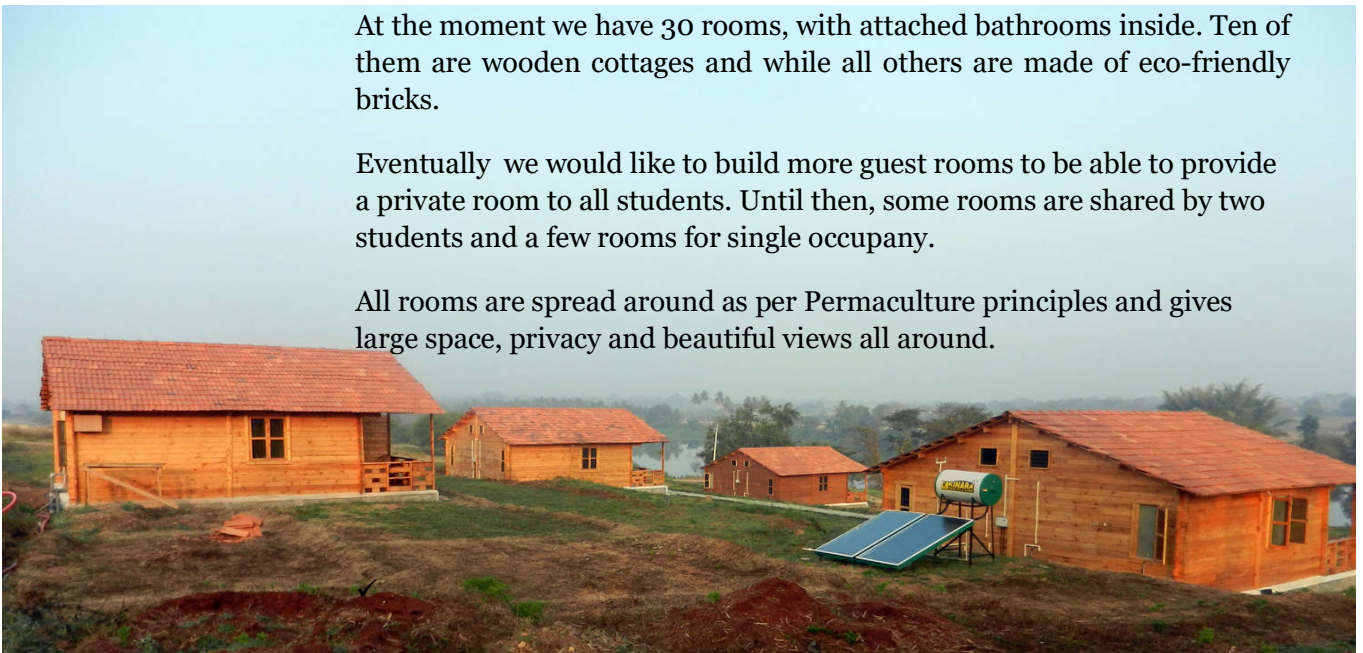 At the moment we have 30 rooms, with attached bathrooms inside. Ten of
them are wooden cottages and while all others are made of eco-friendly
bricks.
Eventually we would like to build more guest rooms to be able to provide
a private room to all students. Until then, some rooms are shared by two
students and a few rooms for single occupany.
All rooms are spread around as per Permaculture principles and gives
large space, privacy and beautiful views all around.